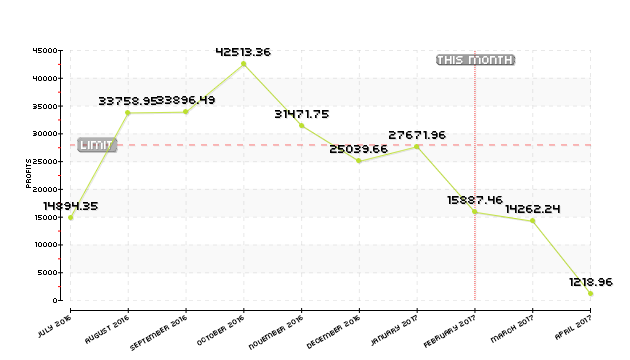 45000
40000
35000
30000
25000
20000
15000
10000
5000
0
PROFITS
THIS MONTH
LIMIT
14894.35
33758.95
33896.49
42513.36
31471.75
25039.66
27671.96
15887.46
14262.24
1218.96
JULY 2016
AUGUST 2016
SEPTEMBER 2016
OCTOBER 2016
NOVEMBER 2016
DECEMBER 2016
JANUARY 2017
FEBRUARY 2017
MARCH 2017
APRIL 2017